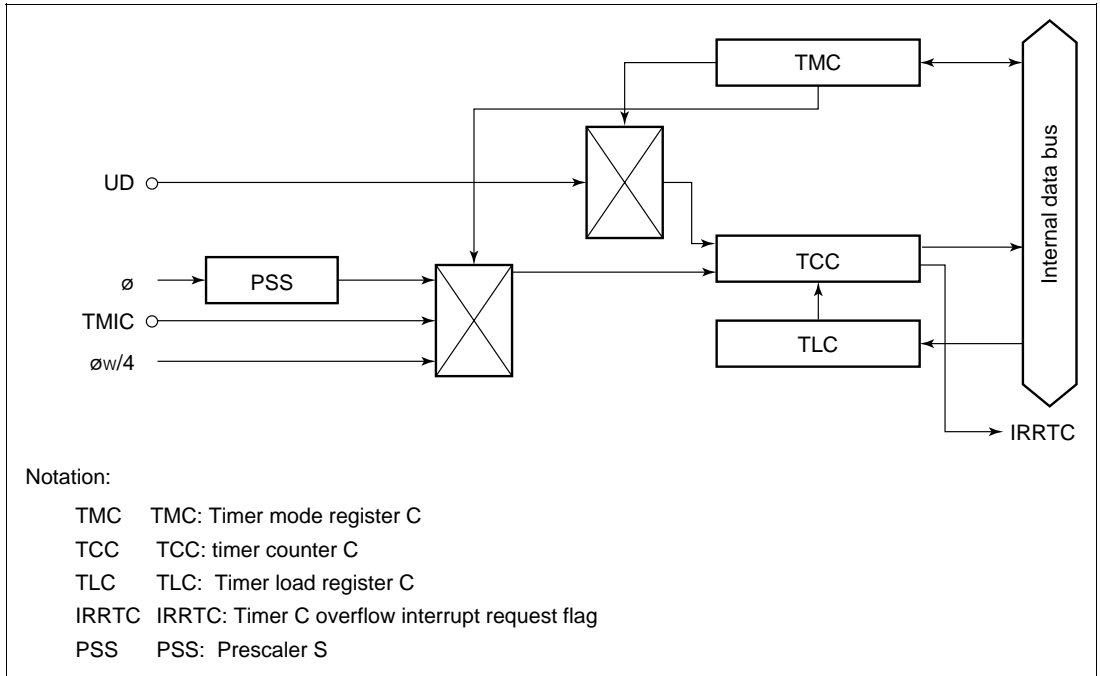 TMC
UD
TCC
ø
PSS
TMIC
TLC
øw/4
Internal data bus
IRRTC
Notation:
TMC TMC: Timer mode register C
TCC TCC: timer counter C
TLC TLC: Timer load register C
IRRTC IRRTC: Timer C overflow interrupt request flag
PSS PSS: Prescaler S